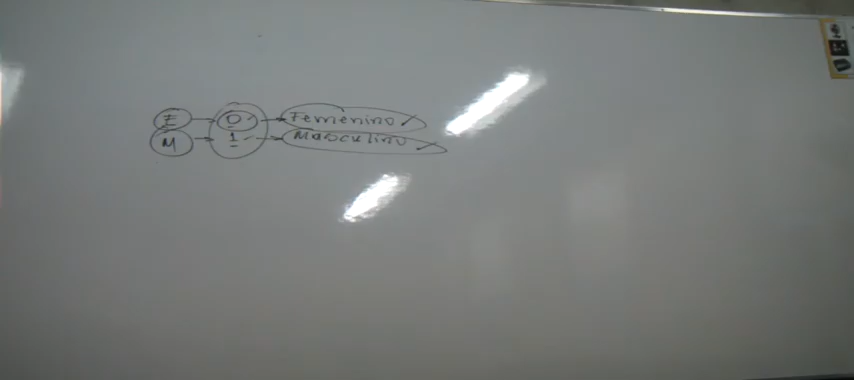 F → 0 → Femenino
M → 1 → Masculino